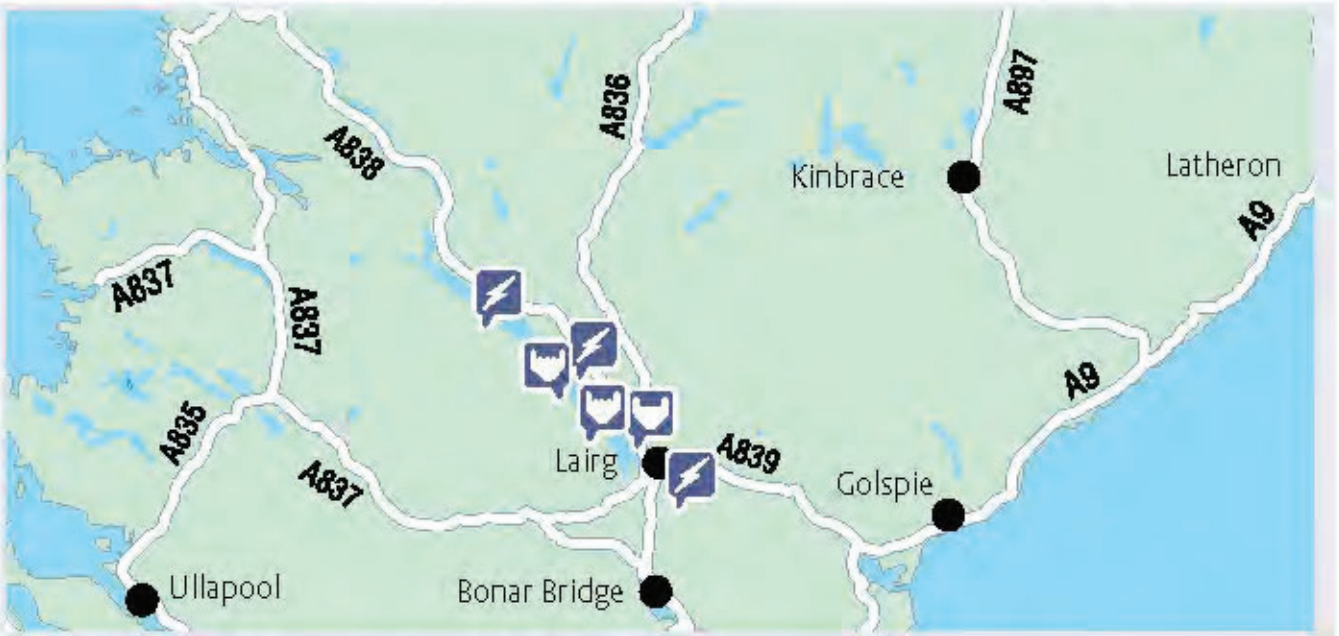 A838
A836
A897
Kinbrace
Latheron
A9
A837
A837
A9
A835
A837
Lairg
A839
Golspie
Ullapool
Bonar Bridge